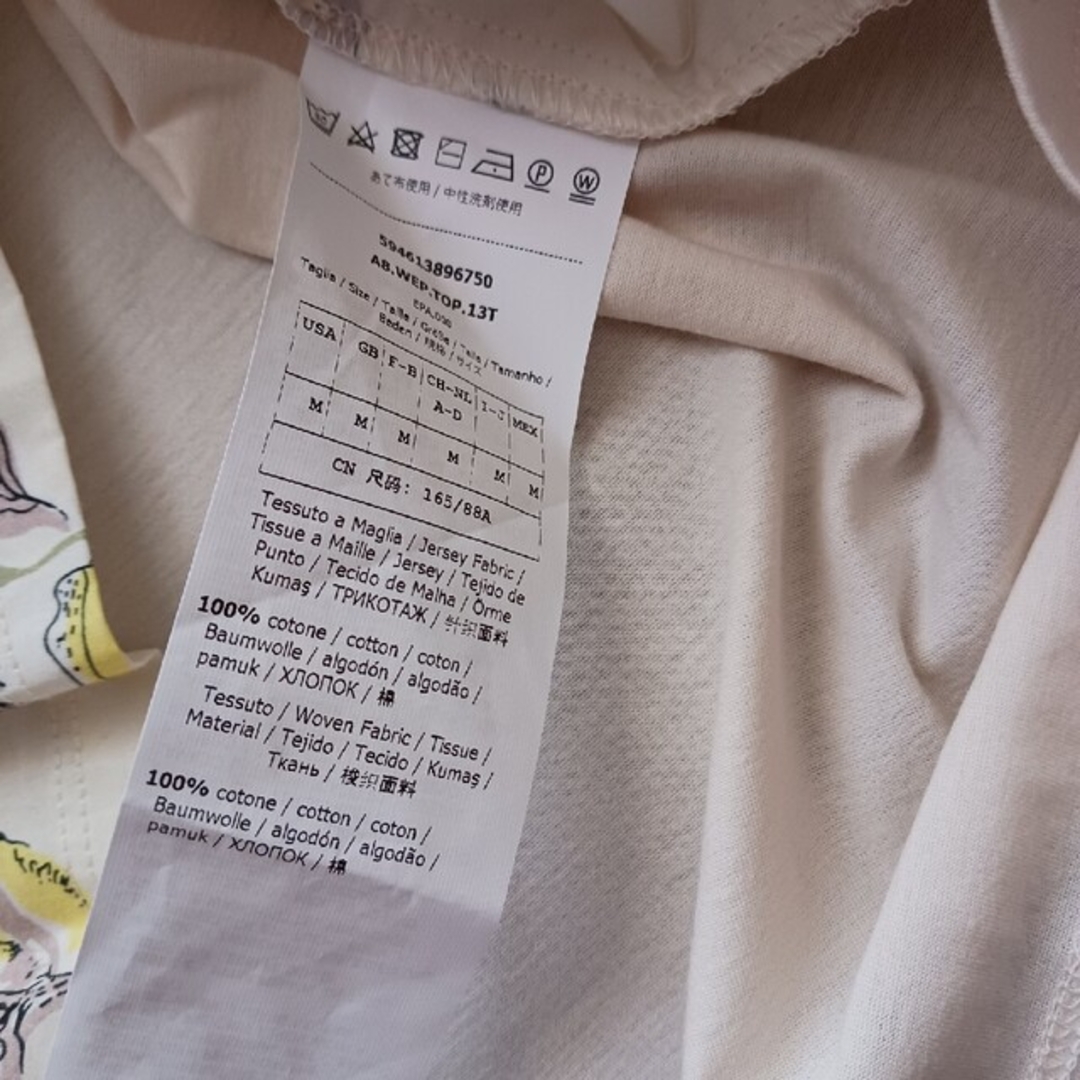 P W
あて布使用 / 中性洗剤使用
594613896750
A8.WEP.TOP.13T
Taglia / Size / Taille / Größe / Talla / Tamanho /
Beden / 规格 / サイズ
USA GB F-B CH-NL A-D I-J MEX
M M M M M M
CN 尺码: 165/88A
Tessuto a Maglia / Jersey Fabric /
Tissue a Maille / Jersey / Tejido de
Punto / Tecido de Malha / Örme
Kumaş / ТРИКОТАЖ / 针织面料
100% cotone / cotton / coton /
Baumwolle / algodón / algodão /
pamuk / ХЛОПОК / 棉
Tessuto / Woven Fabric / Tissue /
Material / Tejido / Tecido / Kumaş /
Ткань / 梭织面料
100% cotone / cotton / coton /
Baumwolle / algodón / algodão /
pamuk / ХЛОПОК / 棉